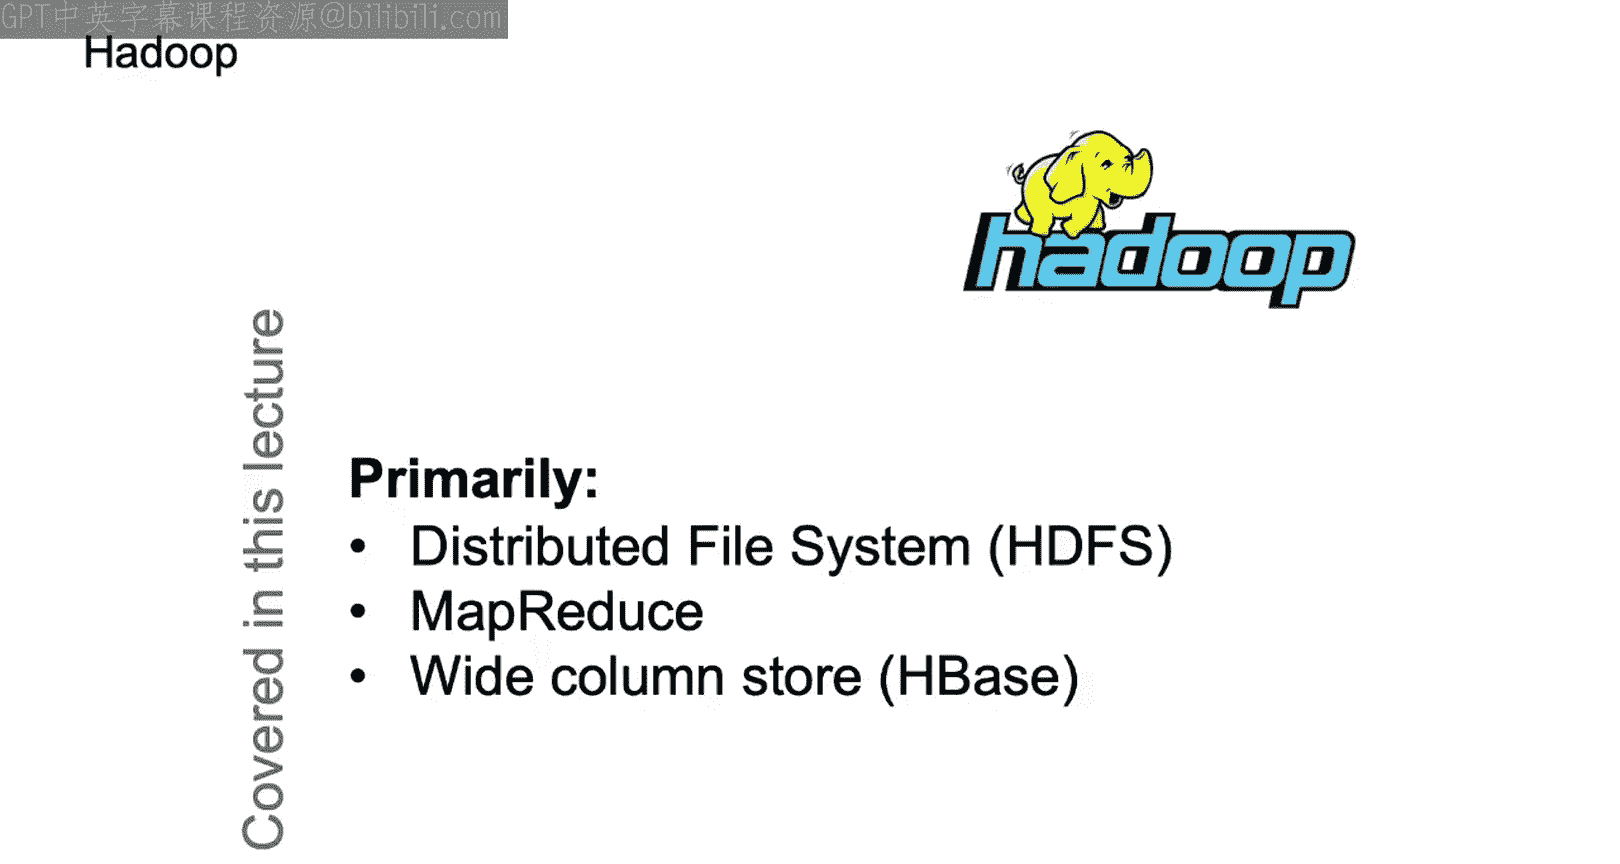 GPT中英字幕课程资源@bilibili.com
Hadoop
hadoop
Covered in this lecture
Primarily:
• Distributed File System (HDFS)
• MapReduce
• Wide column store (HBase)